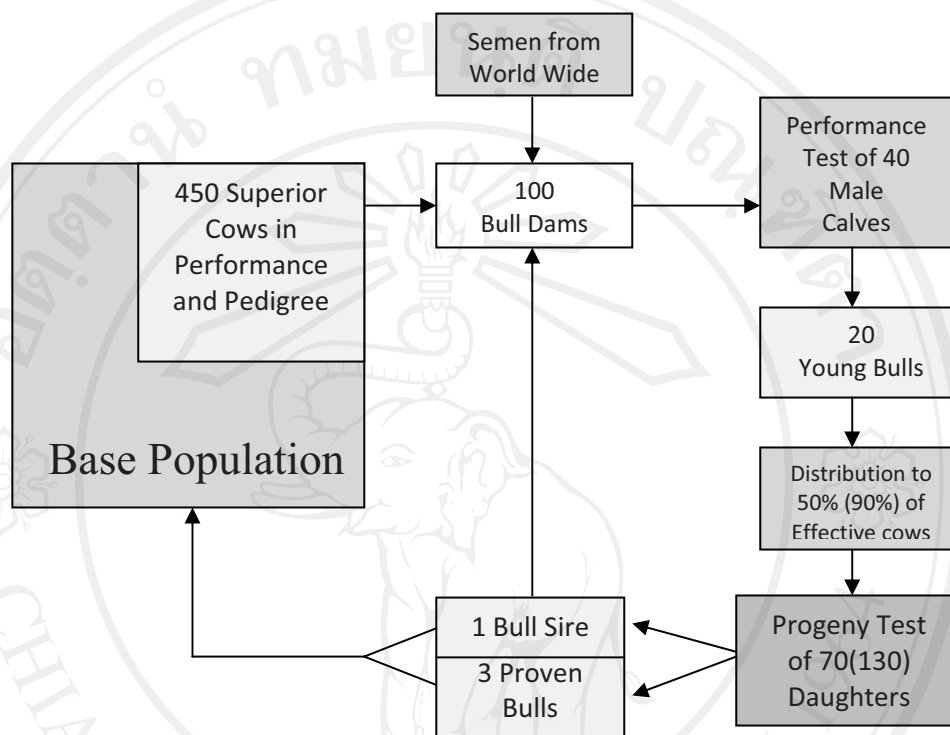 Semen from
World Wide
Performance
Test of 40
Male
Calves
450 Superior
Cows in
Performance
and Pedigree
100
Bull Dams
20
Young Bulls
Base Population
Distribution to
50% (90%) of
Effective cows
1 Bull Sire
3 Proven
Bulls
Progeny Test
of 70(130)
Daughters
CHIA